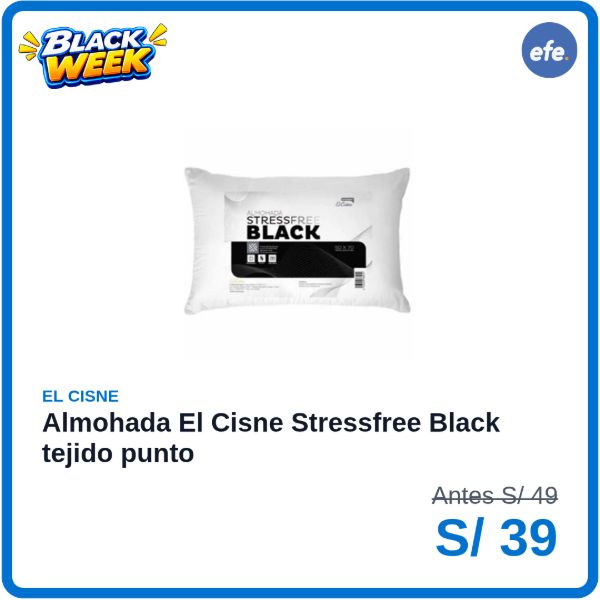 BLACK
WEEK
efe.
ALMOHADA
STRESSFREE
BLACK
50 X 70
EL CISNE
Almohada El Cisne Stressfree Black
tejido punto
Antes S/ 49
S/ 39